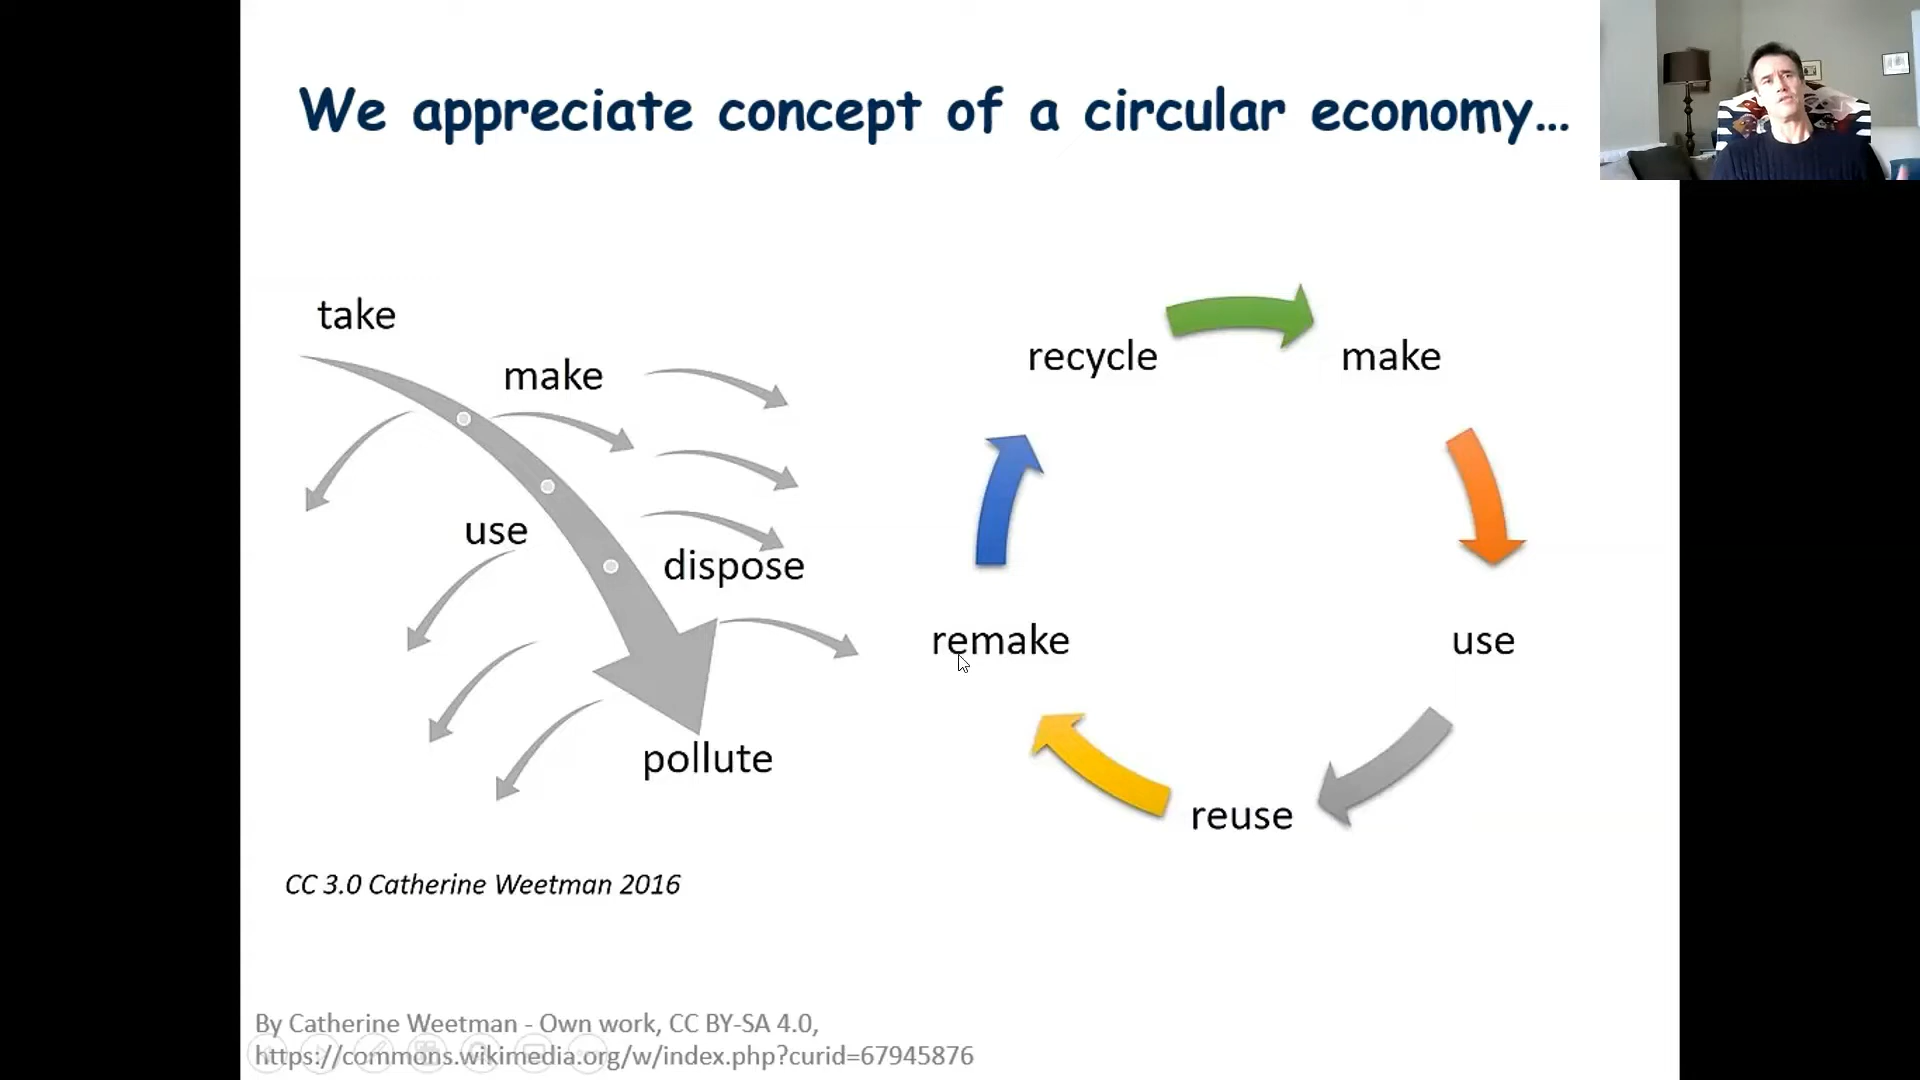 We appreciate concept of a circular economy...
take
make
use
dispose
pollute
recycle
make
use
reuse
remake
CC 3.0 Catherine Weetman 2016
By Catherine Weetman - Own work, CC BY-SA 4.0,
https://commons.wikimedia.org/w/index.php?curid=67945876